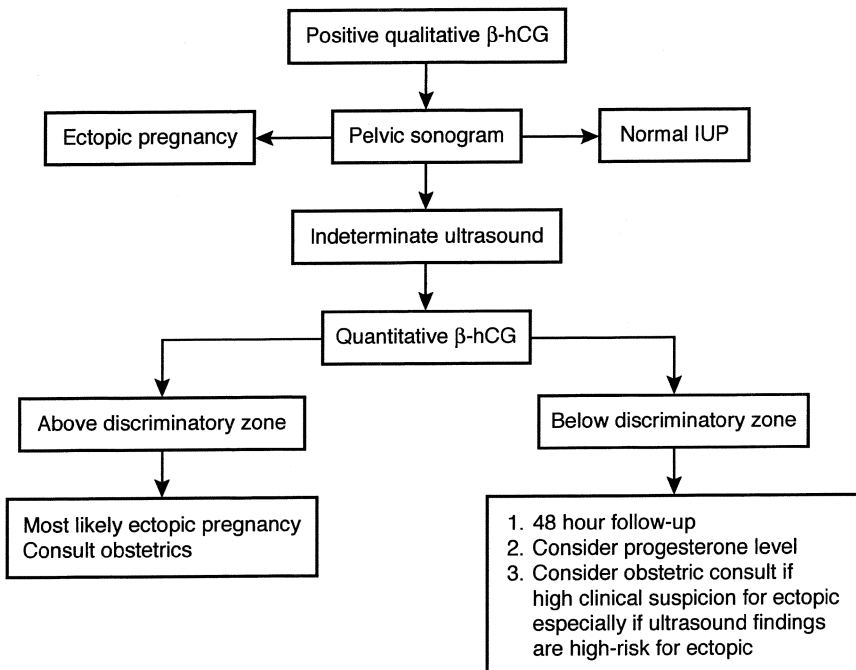 Positive qualitative β-hCG
Ectopic pregnancy
Pelvic sonogram
Normal IUP
Indeterminate ultrasound
Quantitative β-hCG
Above discriminatory zone
Below discriminatory zone
Most likely ectopic pregnancy
Consult obstetrics
1. 48 hour follow-up
2. Consider progesterone level
3. Consider obstetric consult if
high clinical suspicion for ectopic
especially if ultrasound findings
are high-risk for ectopic